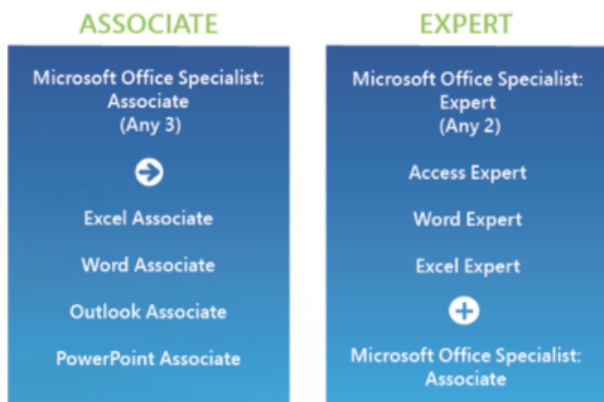 ASSOCIATE
Microsoft Office Specialist:
Associate
(Any 3)
Excel Associate
Word Associate
Outlook Associate
PowerPoint Associate
EXPERT
Microsoft Office Specialist:
Expert
(Any 2)
Access Expert
Word Expert
Excel Expert
Microsoft Office Specialist:
Associate